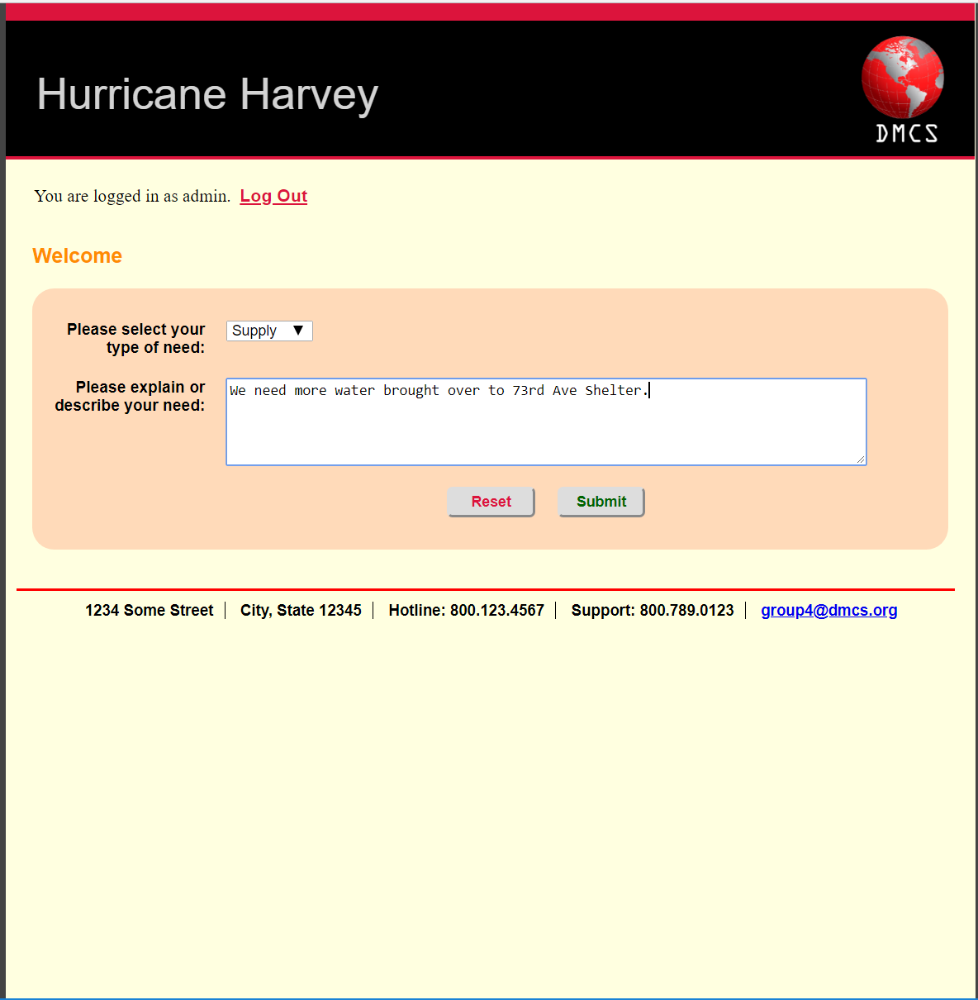 Hurricane Harvey
DMCS
You are logged in as admin. Log Out
Welcome
Please select your
type of need:
Supply ▼
Please explain or
describe your need:
We need more water brought over to 73rd Ave Shelter.
Reset Submit
1234 Some Street | City, State 12345 | Hotline: 800.123.4567 | Support: 800.789.0123 | group4@dmcs.org